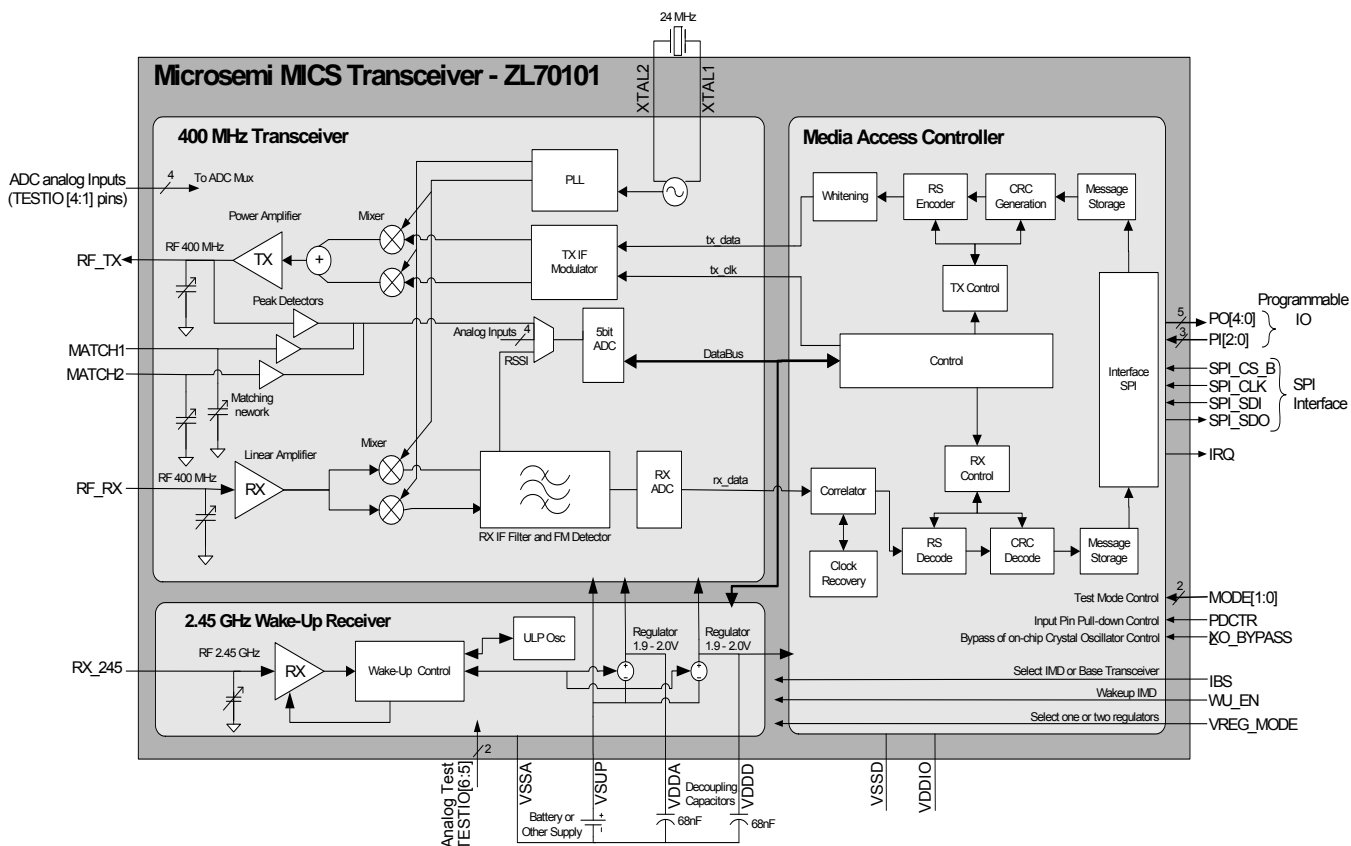 24 MHz
Microsemi MICS Transceiver - ZL70101
XTAL2
XTAL1
400 MHz Transceiver
Media Access Controller
ADC analog Inputs
(TESTIO [4:1] pins)
4
To ADC Mux
PLL
Whitening
RS
Encoder
CRC
Generation
Message
Storage
Power Amplifier
Mixer
RF_TX
RF 400 MHz
TX
+
TX IF
Modulator
tx_data
tx_clk
TX Control
Peak Detectors
Analog Inputs
4
RSSI
5bit
ADC
DataBus
Control
Interface
SPI
5
PO[4:0]
3
PI[2:0]
Programmable
IO
MATCH1
MATCH2
Matching
nework
SPI_CS_B
SPI_CLK
SPI_SDI
SPI_SDO
SPI
Interface
IRQ
Linear Amplifier
Mixer
RF_RX
RF 400 MHz
RX
RX IF Filter and FM Detector
RX
ADC
rx_data
Correlator
RX
Control
Clock
Recovery
RS
Decode
CRC
Decode
Message
Storage
Test Mode Control
2
MODE[1:0]
Input Pin Pull-down Control
PDCTR
Bypass of on-chip Crystal Oscillator Control
XO_BYPASS
2.45 GHz Wake-Up Receiver
RX_245
RF 2.45 GHz
RX
Wake-Up Control
ULP Osc
Regulator
1.9 - 2.0V
Regulator
1.9 - 2.0V
Select IMD or Base Transceiver
IBS
Wakeup IMD
WU_EN
Select one or two regulators
VREG_MODE
2
Analog Test
TESTIO[6:5]
VSSA
VSUP
VDDA
VDDD
VSSD
VDDIO
Decoupling
Capacitors
Battery or
Other Supply
+
-
68nF
68nF